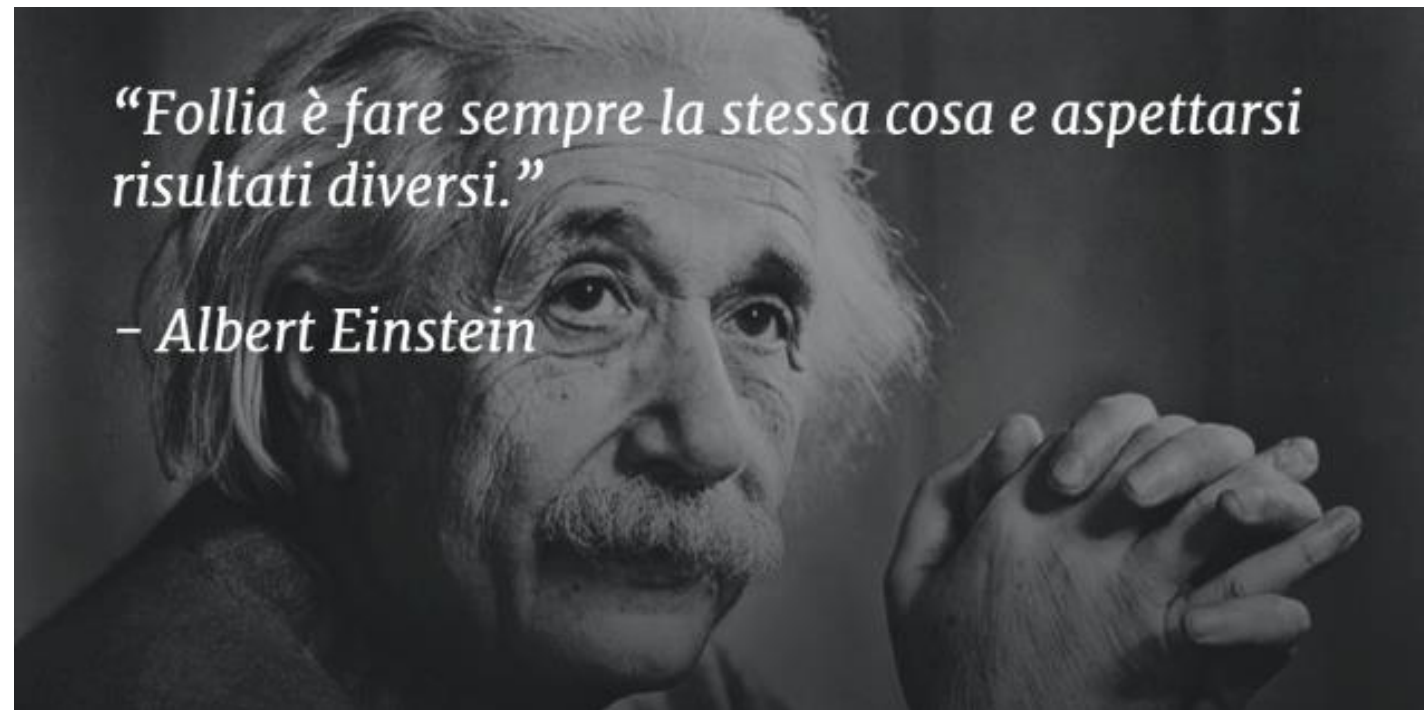 “Follia è fare sempre la stessa cosa e aspettarsi
risultati diversi.”
– Albert Einstein